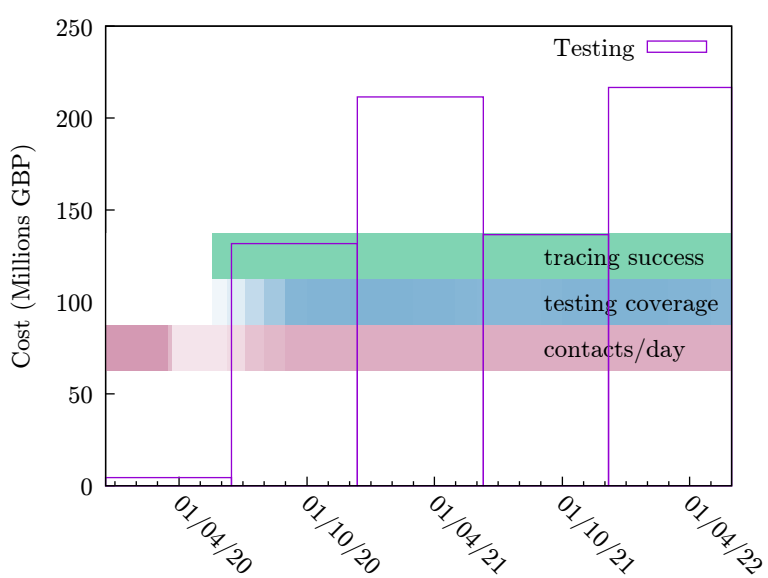 250
Testing
200
150
100
50
0
Cost (Millions GBP)
tracing success
testing coverage
contacts/day
01/04/20
01/10/20
01/04/21
01/10/21
01/04/22